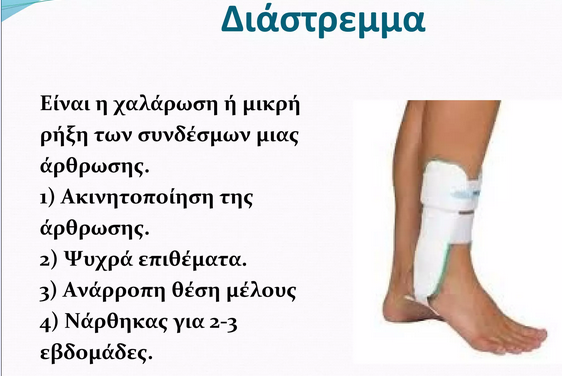 Διάστρεμμα
Είναι η χαλάρωση ή μικρή
ρήξη των συνδέσμων μιας
άρθρωσης.
1) Ακινητοποίηση της
άρθρωσης.
2) Ψυχρά επιθέματα.
3) Ανάρροπη θέση μέλους
4) Νάρθηκας για 2-3
εβδομάδες.